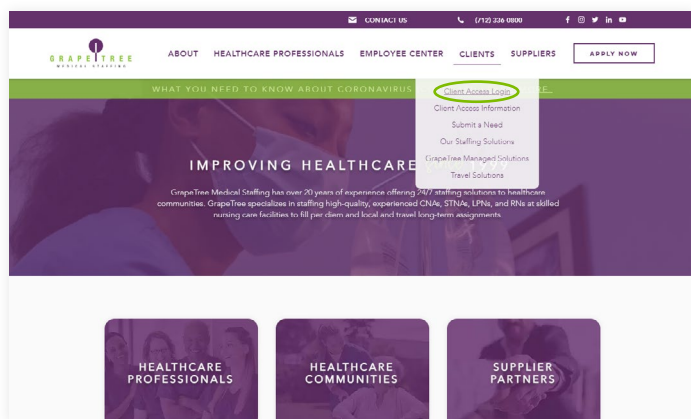 CONTACT US (712) 336-0800
GRAPETREE
MEDICAL STAFFING
ABOUT HEALTHCARE PROFESSIONALS EMPLOYEE CENTER CLIENTS SUPPLIERS APPLY NOW
WHAT YOU NEED TO KNOW ABOUT CORONAVIRUS
Client Access Login
Client Access Information
Submit a Need
Our Staffing Solutions
GrapeTree Managed Solutions
Travel Solutions
IMPROVING HEALTHCARE
GrapeTree Medical Staffing has over 20 years of experience offering 24/7 staffing solutions to healthcare
communities. GrapeTree specializes in staffing high-quality, experienced CNAs, STNAs, LPNs, and RNs at skilled
nursing care facilities to fill per diem and local and travel long-term assignments.
HEALTHCARE
PROFESSIONALS
HEALTHCARE
COMMUNITIES
SUPPLIER
PARTNERS